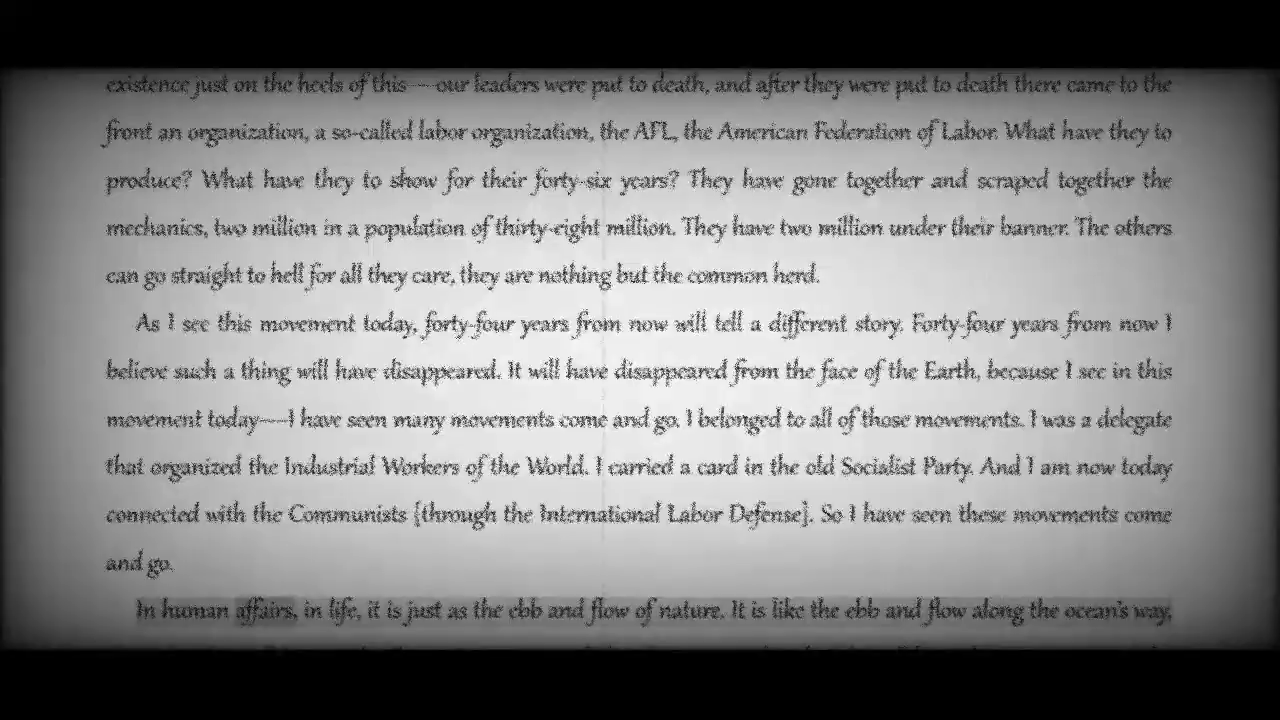 existence just on the heels of this—our leaders were put to death, and after they were put to death there came to the
front an organization, a so-called labor organization, the AFL, the American Federation of Labor. What have they to
produce? What have they to show for their forty-six years? They have gone together and scraped together the
mechanics, two million in a population of thirty-eight million. They have two million under their banner. The others
can go straight to hell for all they care, they are nothing but the common herd.
As I see this movement today, forty-four years from now will tell a different story. Forty-four years from now I
believe such a thing will have disappeared. It will have disappeared from the face of the Earth, because I see in this
movement today—I have seen many movements come and go. I belonged to all of those movements. I was a delegate
that organized the Industrial Workers of the World. I carried a card in the old Socialist Party. And I am now today
connected with the Communists [through the International Labor Defense]. So I have seen these movements come
and go.
In human affairs, in life, it is just as the ebb and flow of nature. It is like the ebb and flow along the ocean's way,